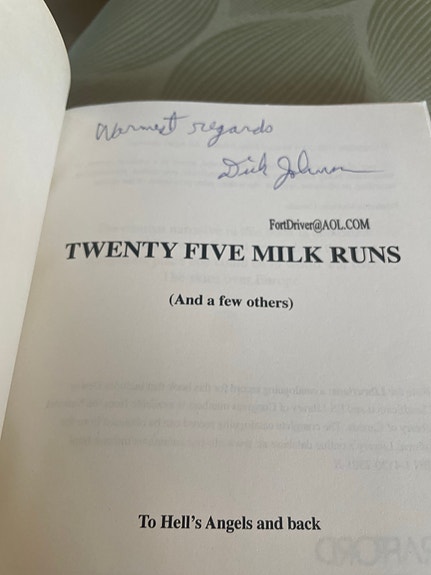 Warmest regards
Dick Johnson
FortDriver@AOL.COM
TWENTY FIVE MILK RUNS
(And a few others)
To Hell's Angels and back